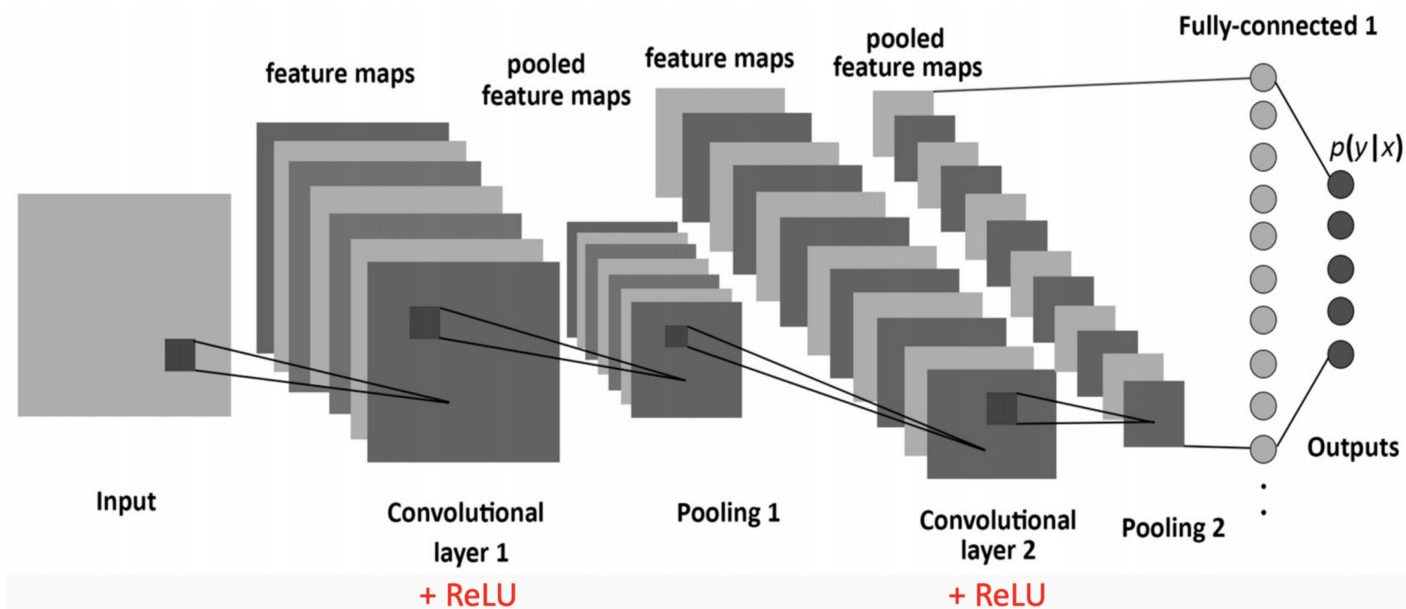 Fully-connected 1
feature maps
pooled
feature maps
feature maps
pooled
feature maps
p(y|x)
Outputs
Input
Convolutional
layer 1
Pooling 1
Convolutional
layer 2
Pooling 2
+ ReLU
+ ReLU